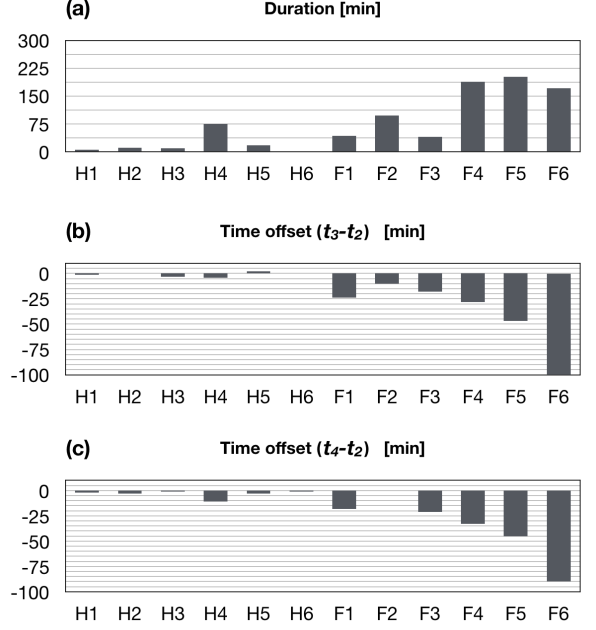 (a) Duration [min]
300
225
150
75
0
H1 H2 H3 H4 H5 H6 F1 F2 F3 F4 F5 F6
(b) Time offset (t3-t2) [min]
0
-25
-50
-75
-100
H1 H2 H3 H4 H5 H6 F1 F2 F3 F4 F5 F6
(c) Time offset (t4-t2) [min]
0
-25
-50
-75
-100
H1 H2 H3 H4 H5 H6 F1 F2 F3 F4 F5 F6